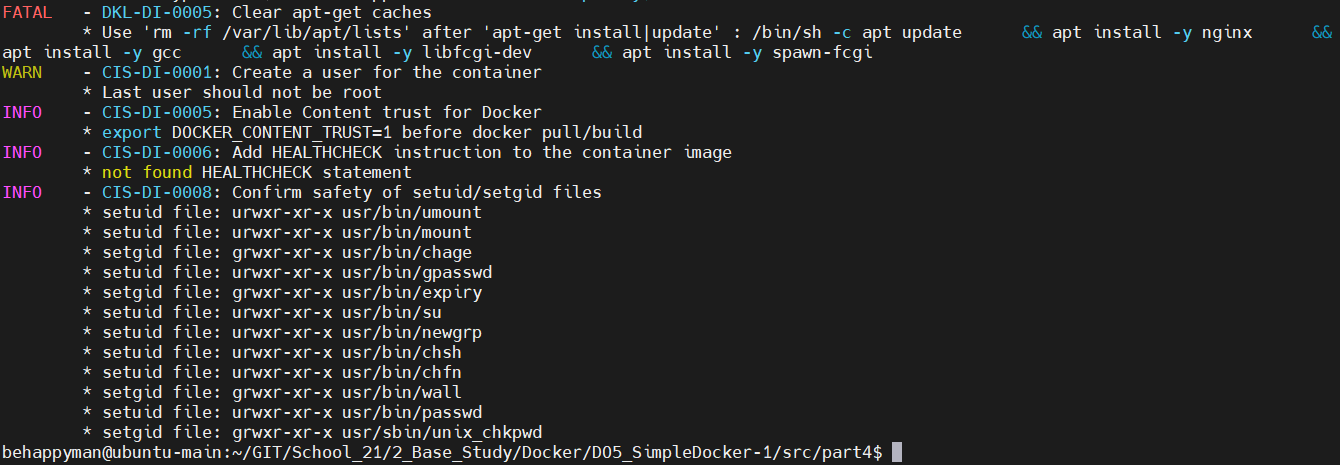 FATAL   - DKL-DI-0005: Clear apt-get caches
        * Use 'rm -rf /var/lib/apt/lists' after 'apt-get install|update' : /bin/sh -c apt update      && apt install -y nginx      &&
apt install -y gcc      && apt install -y libfcgi-dev      && apt install -y spawn-fcgi
WARN    - CIS-DI-0001: Create a user for the container
        * Last user should not be root
INFO    - CIS-DI-0005: Enable Content trust for Docker
        * export DOCKER_CONTENT_TRUST=1 before docker pull/build
INFO    - CIS-DI-0006: Add HEALTHCHECK instruction to the container image
        * not found HEALTHCHECK statement
INFO    - CIS-DI-0008: Confirm safety of setuid/setgid files
        * setuid file: urwxr-xr-x usr/bin/umount
        * setuid file: urwxr-xr-x usr/bin/mount
        * setgid file: grwxr-xr-x usr/bin/chage
        * setuid file: urwxr-xr-x usr/bin/gpasswd
        * setgid file: grwxr-xr-x usr/bin/expiry
        * setuid file: urwxr-xr-x usr/bin/su
        * setuid file: urwxr-xr-x usr/bin/newgrp
        * setuid file: urwxr-xr-x usr/bin/chsh
        * setuid file: urwxr-xr-x usr/bin/chfn
        * setgid file: grwxr-xr-x usr/bin/wall
        * setuid file: urwxr-xr-x usr/bin/passwd
        * setgid file: grwxr-xr-x usr/sbin/unix_chkpwd
behappyman@ubuntu-main:~/GIT/School_21/2_Base_Study/Docker/DO5_SimpleDocker-1/src/part4$